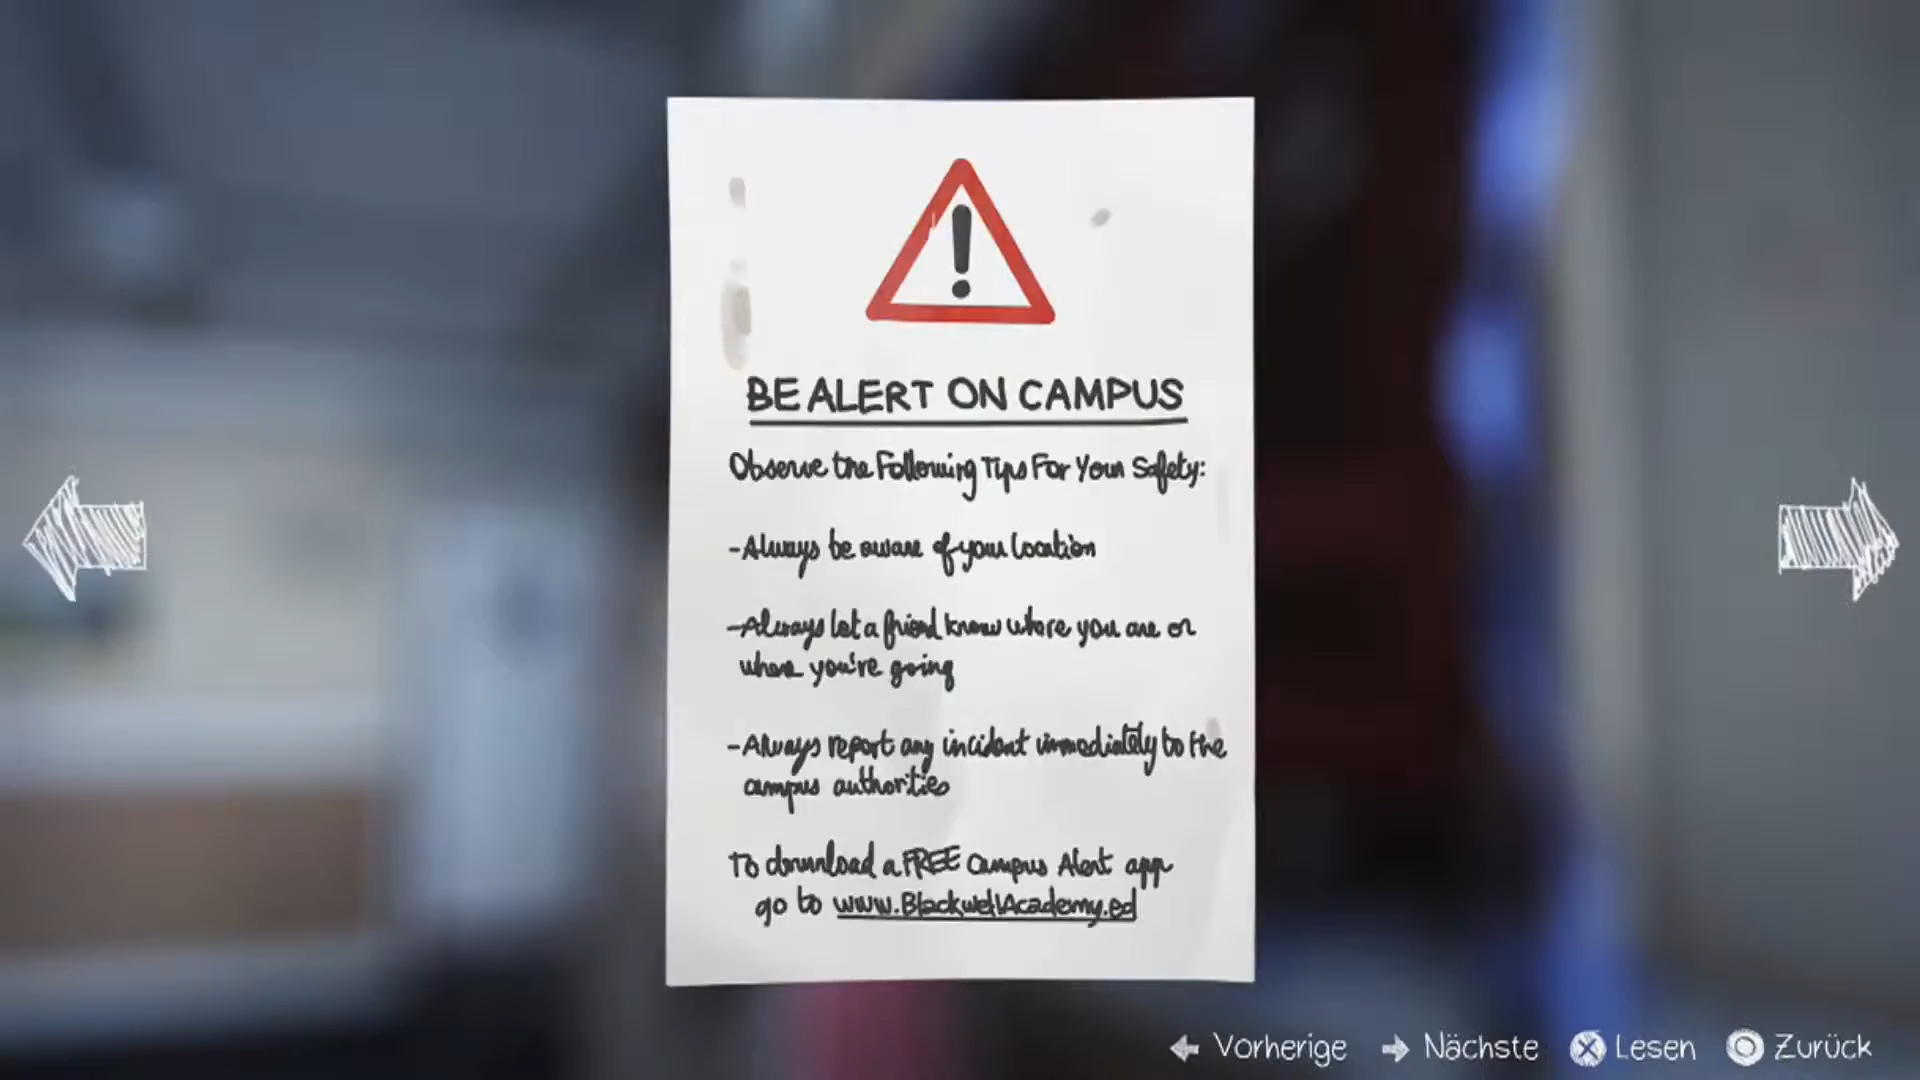 !
BE ALERT ON CAMPUS
Observe the Following Tips For Your Safety:
-Always be aware of your location
-Always let a friend know where you are or
where you're going
-Always report any incident immediately to the
campus authorities
To download a FREE Campus Alert app
go to www.BlackwellAcademy.ed
Vorherige
Nächste
Lesen
Zurück